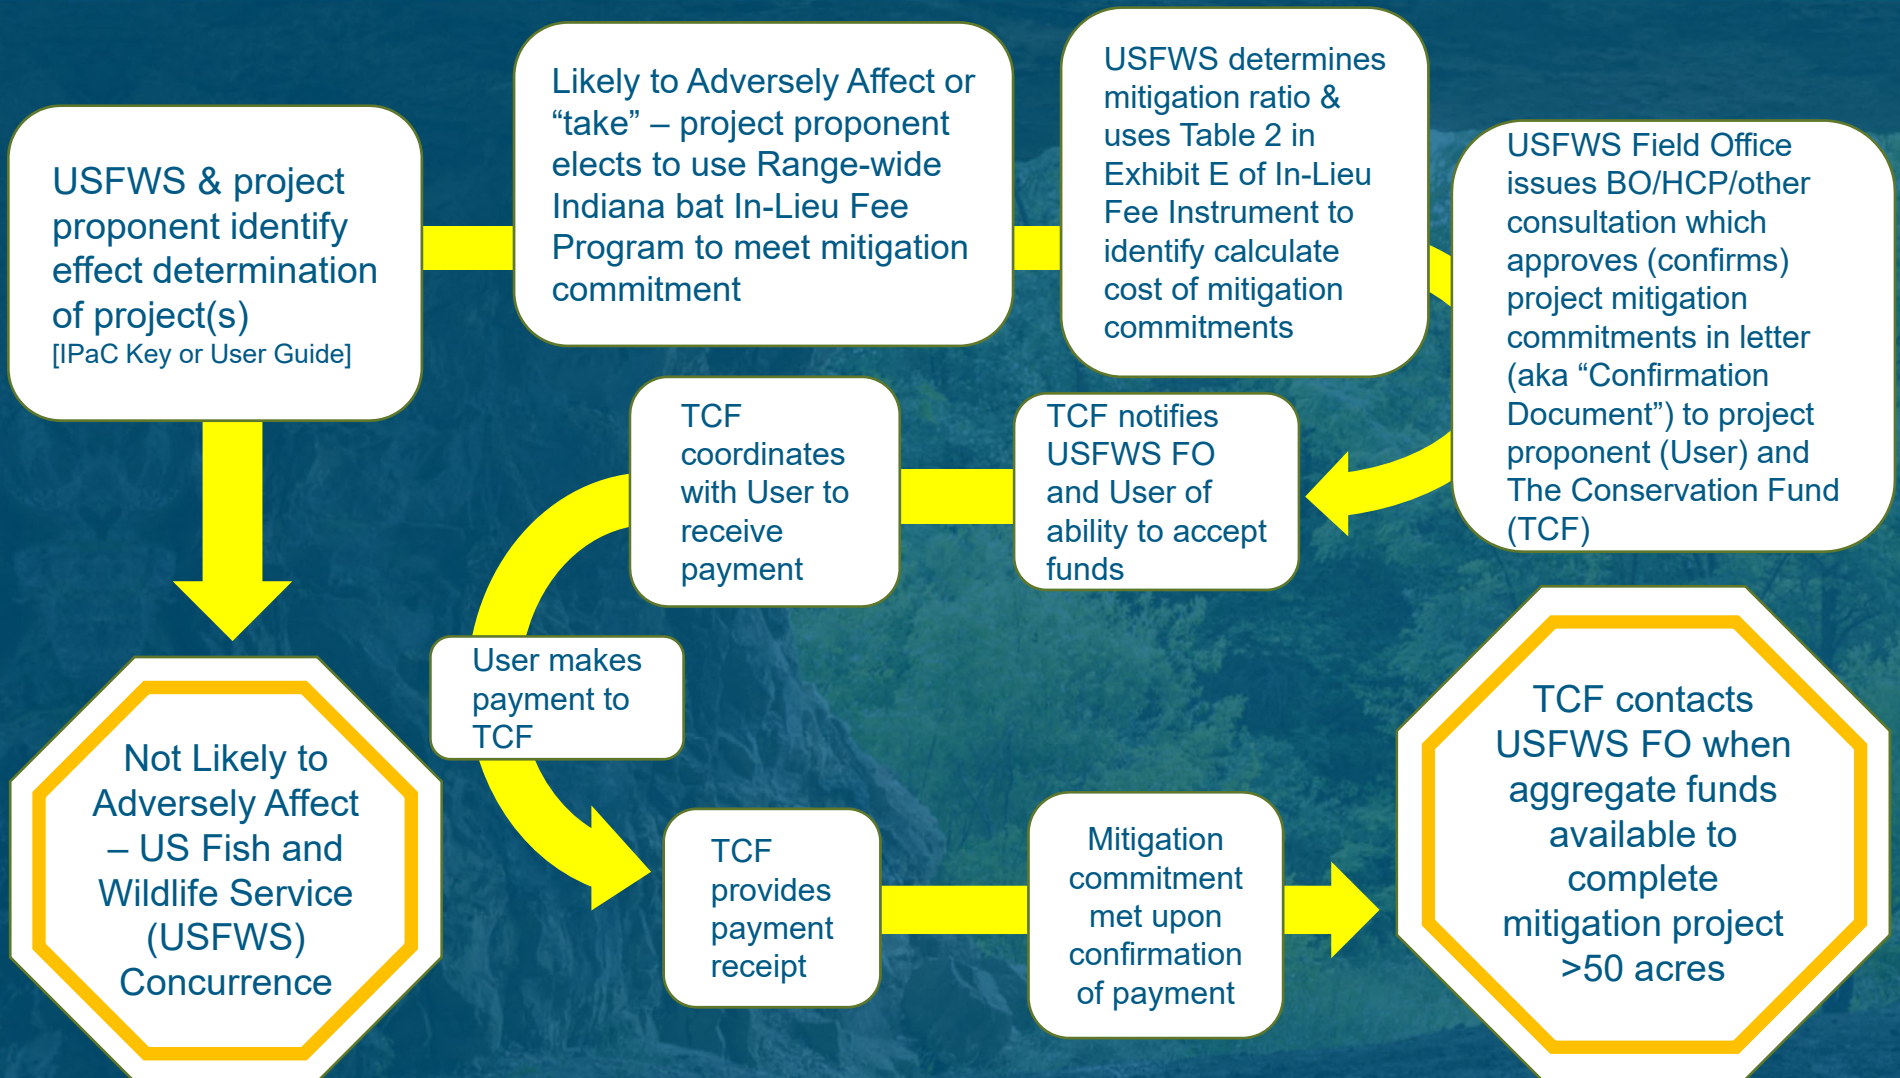 USFWS & project
proponent identify
effect determination
of project(s)
[IPaC Key or User Guide]
Likely to Adversely Affect or
“take” – project proponent
elects to use Range-wide
Indiana bat In-Lieu Fee
Program to meet mitigation
commitment
USFWS determines
mitigation ratio &
uses Table 2 in
Exhibit E of In-Lieu
Fee Instrument to
identify calculate
cost of mitigation
commitments
USFWS Field Office
issues BO/HCP/other
consultation which
approves (confirms)
project mitigation
commitments in letter
(aka “Confirmation
Document”) to project
proponent (User) and
The Conservation Fund
(TCF)
TCF notifies
USFWS FO
and User of
ability to accept
funds
TCF
coordinates
with User to
receive
payment
User makes
payment to
TCF
TCF
provides
payment
receipt
Mitigation
commitment
met upon
confirmation
of payment
TCF contacts
USFWS FO when
aggregate funds
available to
complete
mitigation project
>50 acres
Not Likely to
Adversely Affect
– US Fish and
Wildlife Service
(USFWS)
Concurrence